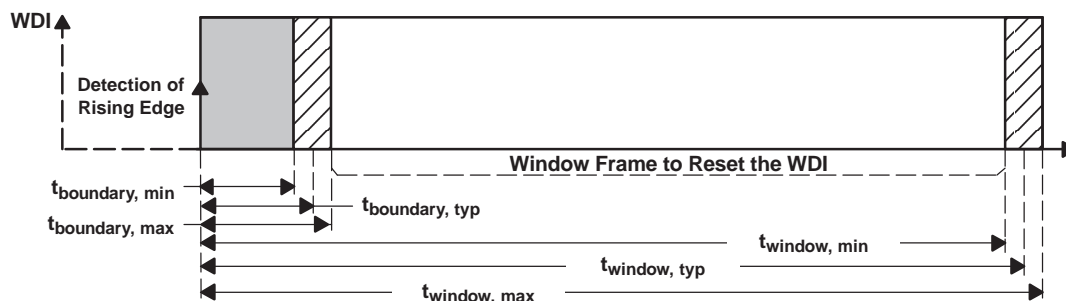 WDI
Detection of
Rising Edge
Window Frame to Reset the WDI
tboundary, min
tboundary, typ
tboundary, max
twindow, min
twindow, typ
twindow, max